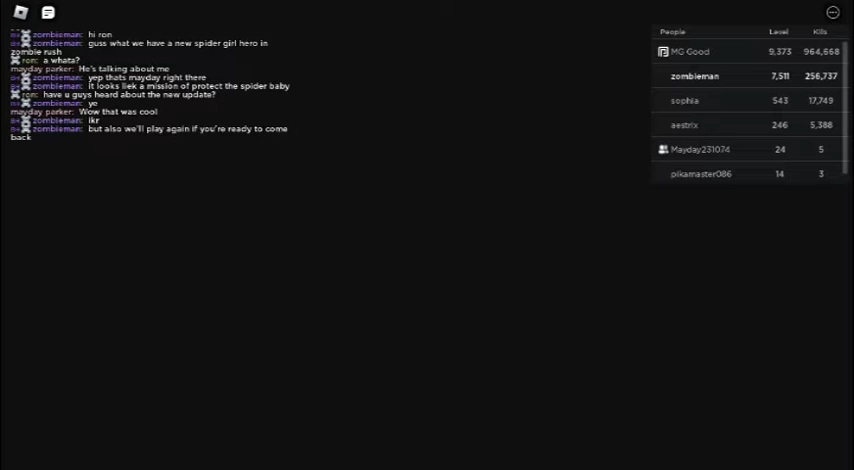 zombieman: hi ron
zombieman: guss what we have a new spider girl hero in
zombie rush
ron: a whata?
mayday parker: He's talking about me
zombieman: yep thats mayday right there
zombieman: it looks liek a mission of protect the spider baby
ron: have u guys heard about the new update?
zombieman: ye
mayday parker: Wow that was cool
zombieman: ikr
zombieman: but also we'll play again if you're ready to come
back
People Level Kills
MG Good 9,373 964,668
zombieman 7,511 256,737
sophia 543 17,749
aestrix 246 5,388
Mayday231074 24 5
pikamaster086 14 3